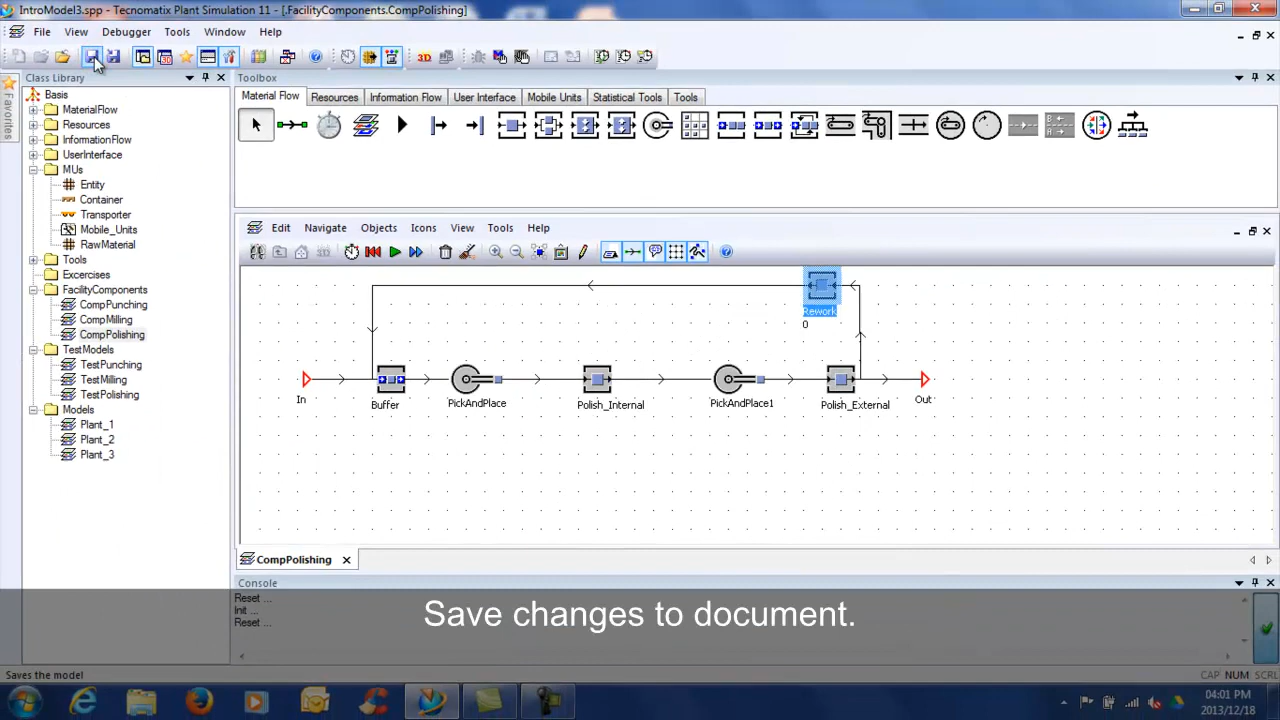 IntroModel3.spp - Tecnomatix Plant Simulation 11 - [.FacilityComponents.CompPolishing]
File View Debugger Tools Window Help
3D
Class Library
Toolbox
Favorites
Basis
MaterialFlow
Resources
InformationFlow
UserInterface
MUs
Entity
Container
Transporter
Mobile_Units
RawMaterial
Tools
Excercises
FacilityComponents
CompPunching
CompMilling
CompPolishing
TestModels
TestPunching
TestMilling
TestPolishing
Models
Plant_1
Plant_2
Plant_3
Material Flow Resources Information Flow User Interface Mobile Units Statistical Tools Tools
Edit Navigate Objects Icons View Tools Help
Rework
0
In Buffer PickAndPlace Polish_Internal PickAndPlace1 Polish_External Out
CompPolishing
Console
Reset ...
Init ...
Reset ...
Save changes to document.
Saves the model
CAP NUM SCRL
04:01 PM
2013/12/18